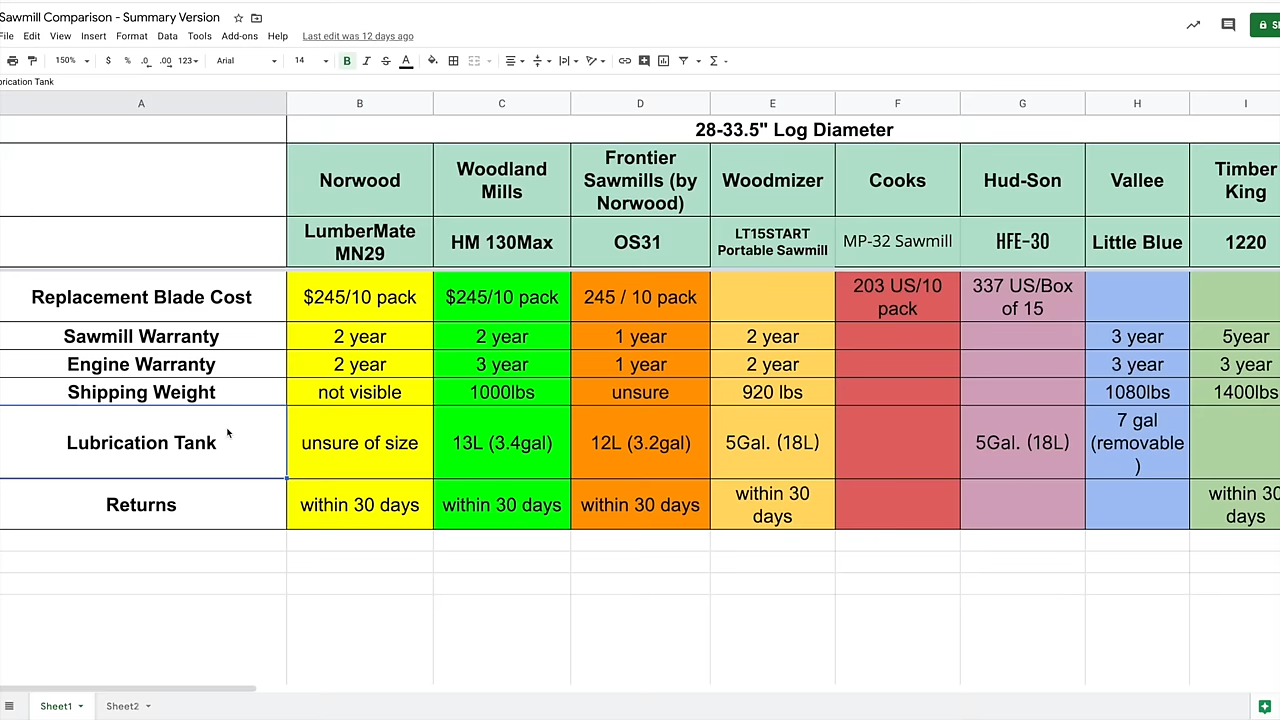 Sawmill Comparison - Summary Version
File Edit View Insert Format Data Tools Add-ons Help Last edit was 12 days ago
150% $ % .0 .00 123 Arial 14 B I S A
brication Tank
A B C D E F G H I
28-33.5" Log Diameter
Norwood
Woodland
Mills
Frontier
Sawmills (by
Norwood)
Woodmizer
Cooks
Hud-Son
Vallee
Timber
King
LumberMate
MN29
HM 130Max
OS31
LT15START
Portable Sawmill
MP-32 Sawmill
HFE-30
Little Blue
1220
Replacement Blade Cost
$245/10 pack
$245/10 pack
245 / 10 pack
203 US/10
pack
337 US/Box
of 15
Sawmill Warranty 2 year 2 year 1 year 2 year 3 year 5year
Engine Warranty 2 year 3 year 1 year 2 year 3 year 3 year
Shipping Weight not visible 1000lbs unsure 920 lbs 1080lbs 1400lbs
Lubrication Tank
unsure of size
13L (3.4gal)
12L (3.2gal)
5Gal. (18L)
5Gal. (18L)
7 gal
(removable
)
Returns
within 30 days
within 30 days
within 30 days
within 30
days
within 30
days
Sheet1 Sheet2